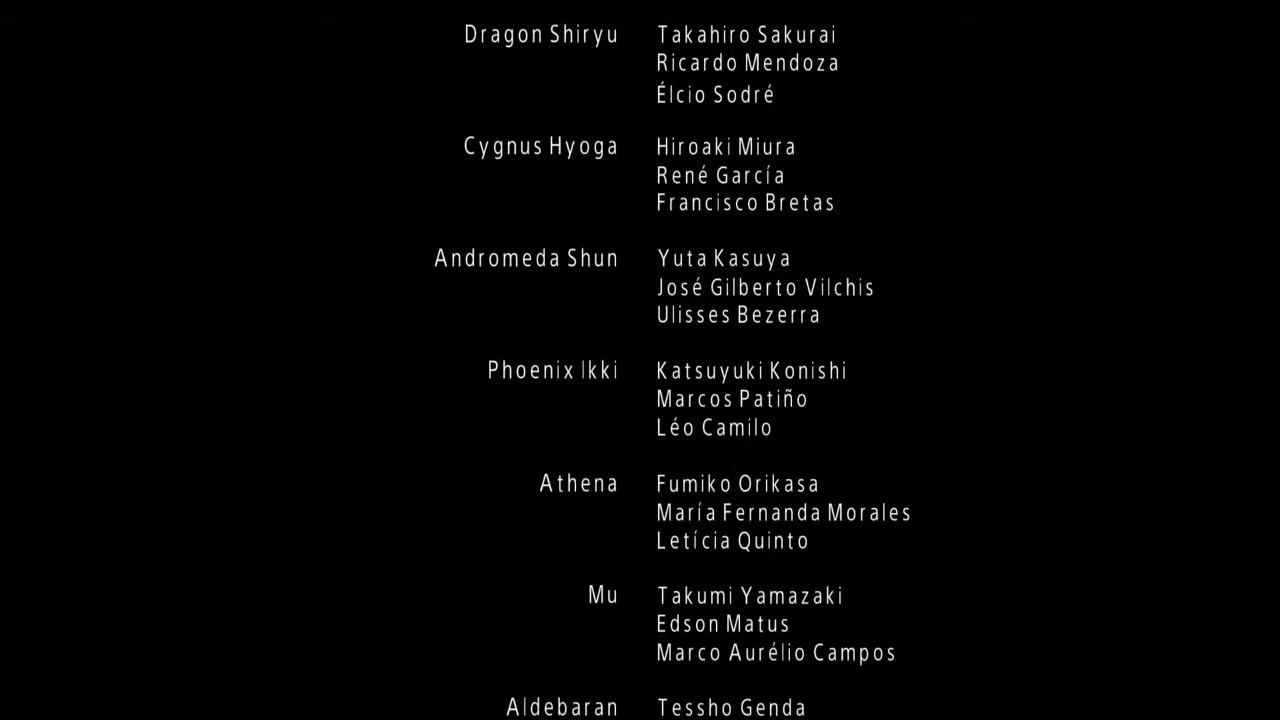 Dragon Shiryu Takahiro Sakurai
Ricardo Mendoza
Élcio Sodré
Cygnus Hyoga Hiroaki Miura
René García
Francisco Bretas
Andromeda Shun Yuta Kasuya
José Gilberto Vilchis
Ulisses Bezerra
Phoenix Ikki Katsuyuki Konishi
Marcos Patiño
Léo Camilo
Athena Fumiko Orikasa
María Fernanda Morales
Letícia Quinto
Mu Takumi Yamazaki
Edson Matus
Marco Aurélio Campos
Aldebaran Tessho Genda